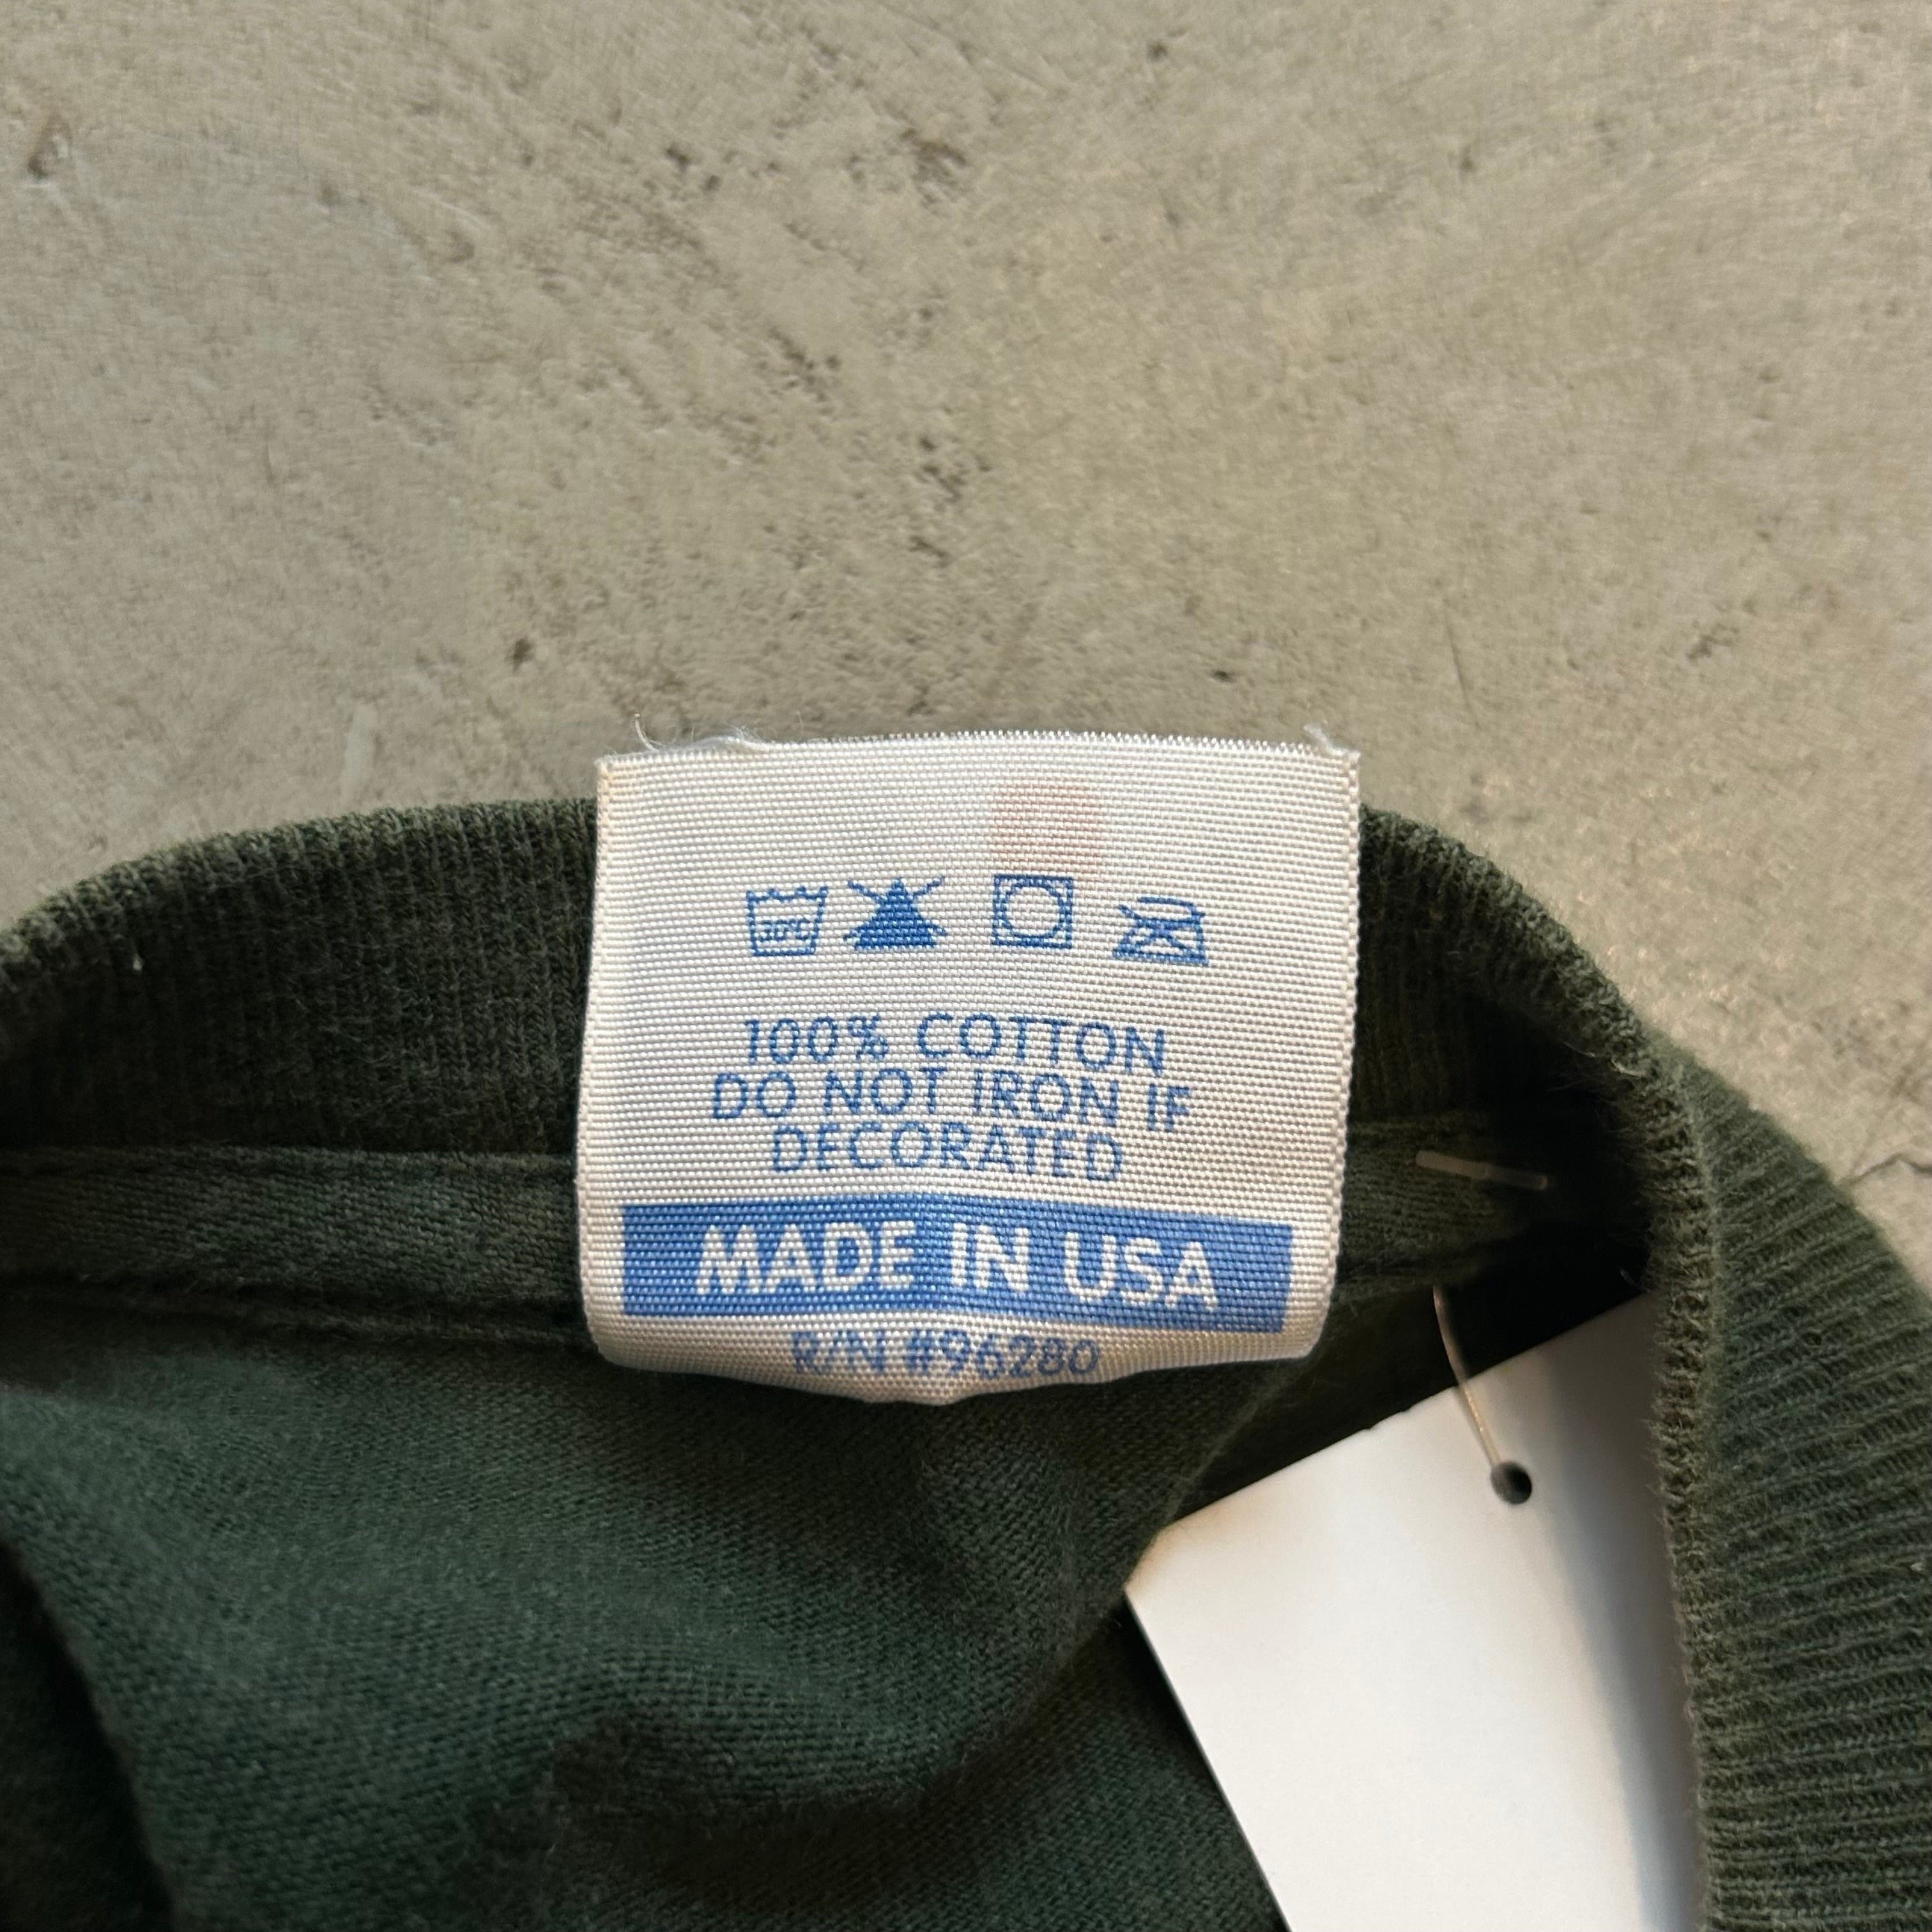 30°C
100% COTTON
DO NOT IRON IF
DECORATED
MADE IN USA
R/N #96280